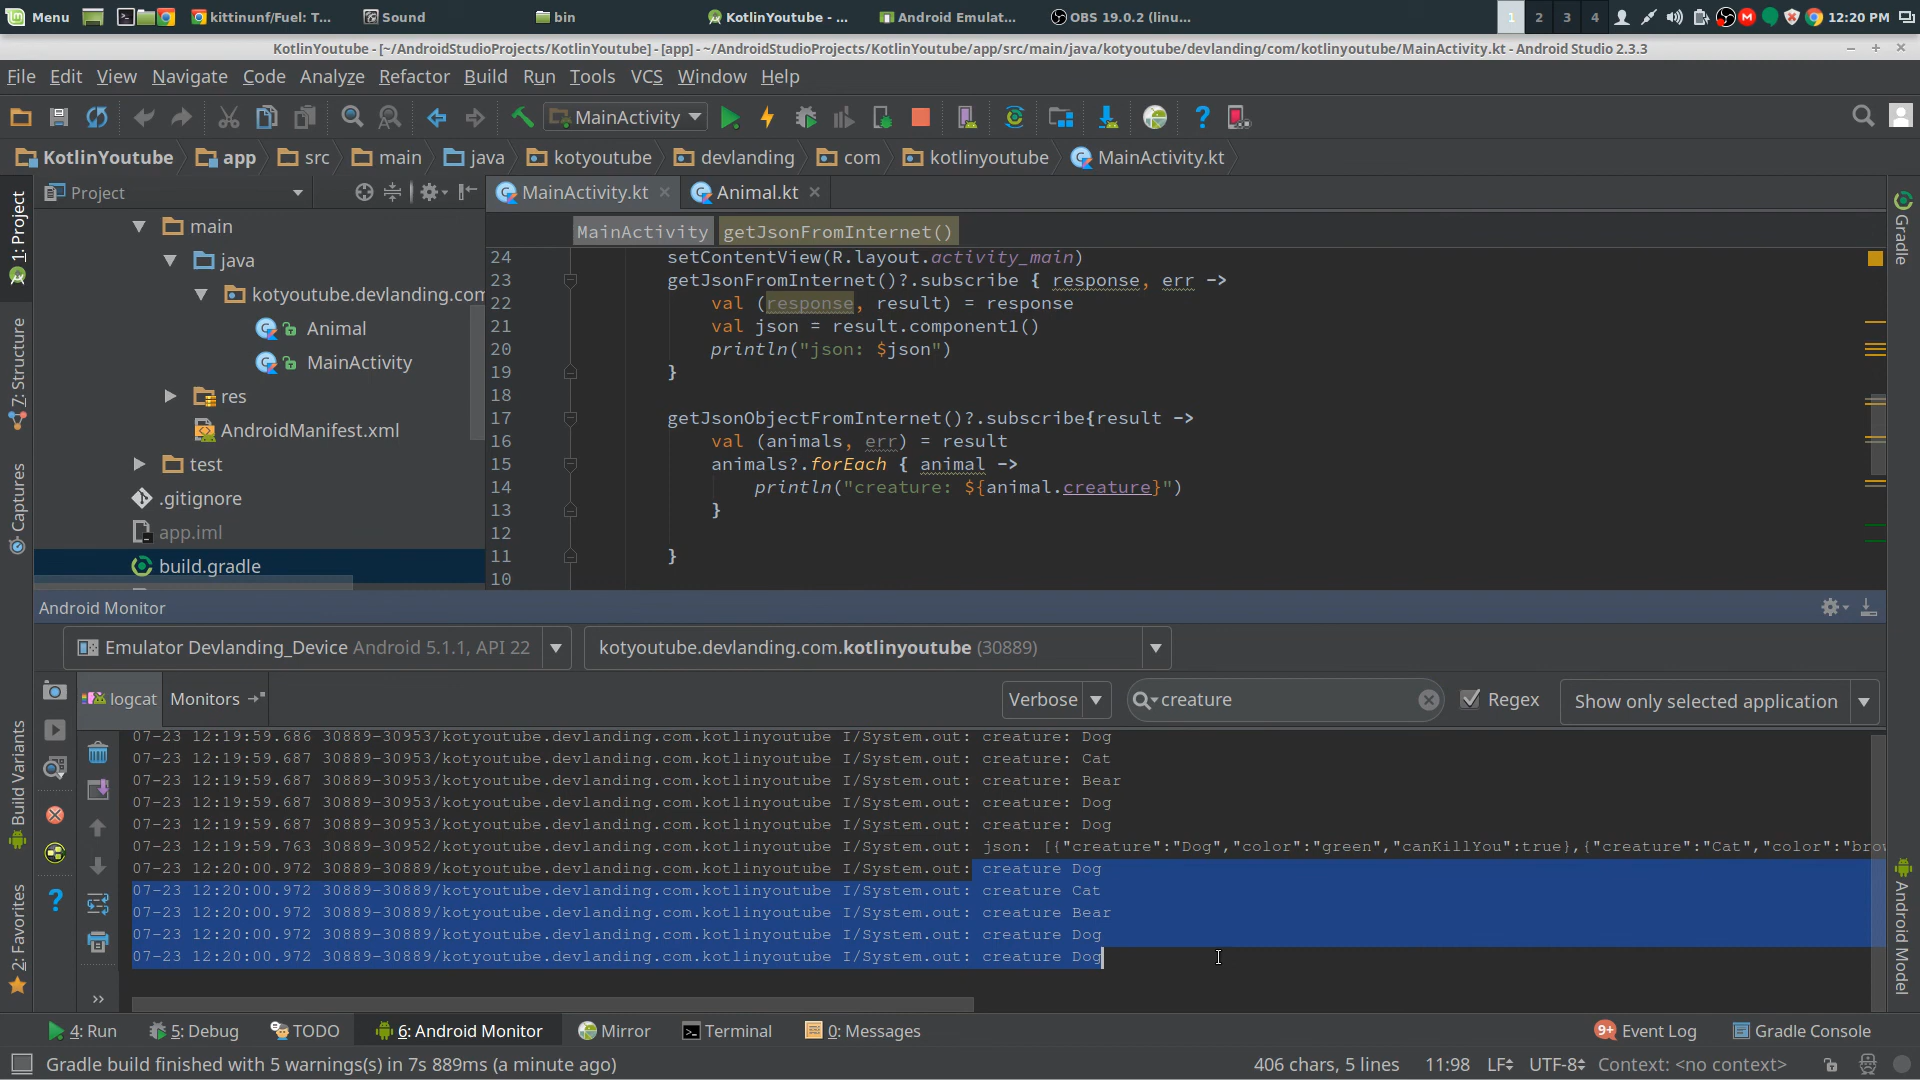 Menu
kittinunf/Fuel: T...
Sound
bin
KotlinYoutube - ...
Android Emulat...
OBS 19.0.2 (linu...
1 2 3 4
12:20 PM
KotlinYoutube - [~/AndroidStudioProjects/KotlinYoutube] - [app] - ~/AndroidStudioProjects/KotlinYoutube/app/src/main/java/kotyoutube/devlanding/com/kotlinyoutube/MainActivity.kt - Android Studio 2.3.3
File Edit View Navigate Code Analyze Refactor Build Run Tools VCS Window Help
MainActivity
KotlinYoutube app src main java kotyoutube devlanding com kotlinyoutube MainActivity.kt
Project
MainActivity.kt
Animal.kt
MainActivity getJsonFromInternet()
1: Project
7: Structure
Captures
Build Variants
2: Favorites
main
java
kotyoutube.devlanding.com
Animal
MainActivity
res
AndroidManifest.xml
test
.gitignore
app.iml
build.gradle
24 setContentView(R.layout.activity_main)
23 getJsonFromInternet()?.subscribe { response, err ->
22 val (response, result) = response
21 val json = result.component1()
20 println("json: $json")
19 }
18
17 getJsonObjectFromInternet()?.subscribe{result ->
16 val (animals, err) = result
15 animals?.forEach { animal ->
14 println("creature: ${animal.creature}")
13 }
12
11 }
10
Gradle
Android Model
Android Monitor
Emulator Devlanding_Device Android 5.1.1, API 22
kotyoutube.devlanding.com.kotlinyoutube (30889)
logcat
Monitors
Verbose
creature
Regex
Show only selected application
07-23 12:19:59.686 30889-30953/kotyoutube.devlanding.com.kotlinyoutube I/System.out: creature: Dog
07-23 12:19:59.687 30889-30953/kotyoutube.devlanding.com.kotlinyoutube I/System.out: creature: Cat
07-23 12:19:59.687 30889-30953/kotyoutube.devlanding.com.kotlinyoutube I/System.out: creature: Bear
07-23 12:19:59.687 30889-30953/kotyoutube.devlanding.com.kotlinyoutube I/System.out: creature: Dog
07-23 12:19:59.687 30889-30953/kotyoutube.devlanding.com.kotlinyoutube I/System.out: creature: Dog
07-23 12:19:59.763 30889-30952/kotyoutube.devlanding.com.kotlinyoutube I/System.out: json: [{"creature":"Dog","color":"green","canKillYou":true},{"creature":"Cat","color":"brow
07-23 12:20:00.972 30889-30889/kotyoutube.devlanding.com.kotlinyoutube I/System.out: creature Dog
07-23 12:20:00.972 30889-30889/kotyoutube.devlanding.com.kotlinyoutube I/System.out: creature Cat
07-23 12:20:00.972 30889-30889/kotyoutube.devlanding.com.kotlinyoutube I/System.out: creature Bear
07-23 12:20:00.972 30889-30889/kotyoutube.devlanding.com.kotlinyoutube I/System.out: creature Dog
07-23 12:20:00.972 30889-30889/kotyoutube.devlanding.com.kotlinyoutube I/System.out: creature Dog
4: Run
5: Debug
TODO
6: Android Monitor
Mirror
Terminal
0: Messages
9+ Event Log
Gradle Console
Gradle build finished with 5 warnings(s) in 7s 889ms (a minute ago)
406 chars, 5 lines
11:98
LF
UTF-8
Context: <no context>